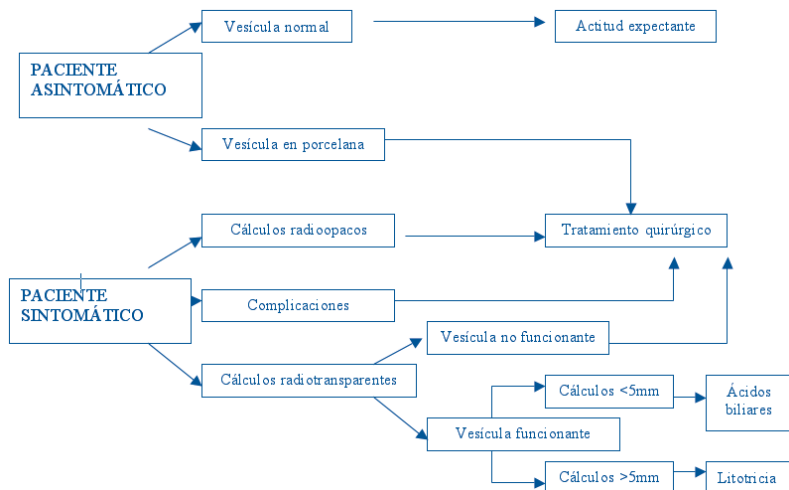 Vesícula normal
Actitud expectante
PACIENTE
ASINTOMÁTICO
Vesícula en porcelana
Cálculos radioopacos
Tratamiento quirúrgico
PACIENTE
SINTOMÁTICO
Complicaciones
Vesícula no funcionante
Cálculos radiotransparentes
Cálculos <5mm
Ácidos
biliares
Vesícula funcionante
Cálculos >5mm
Litotricia